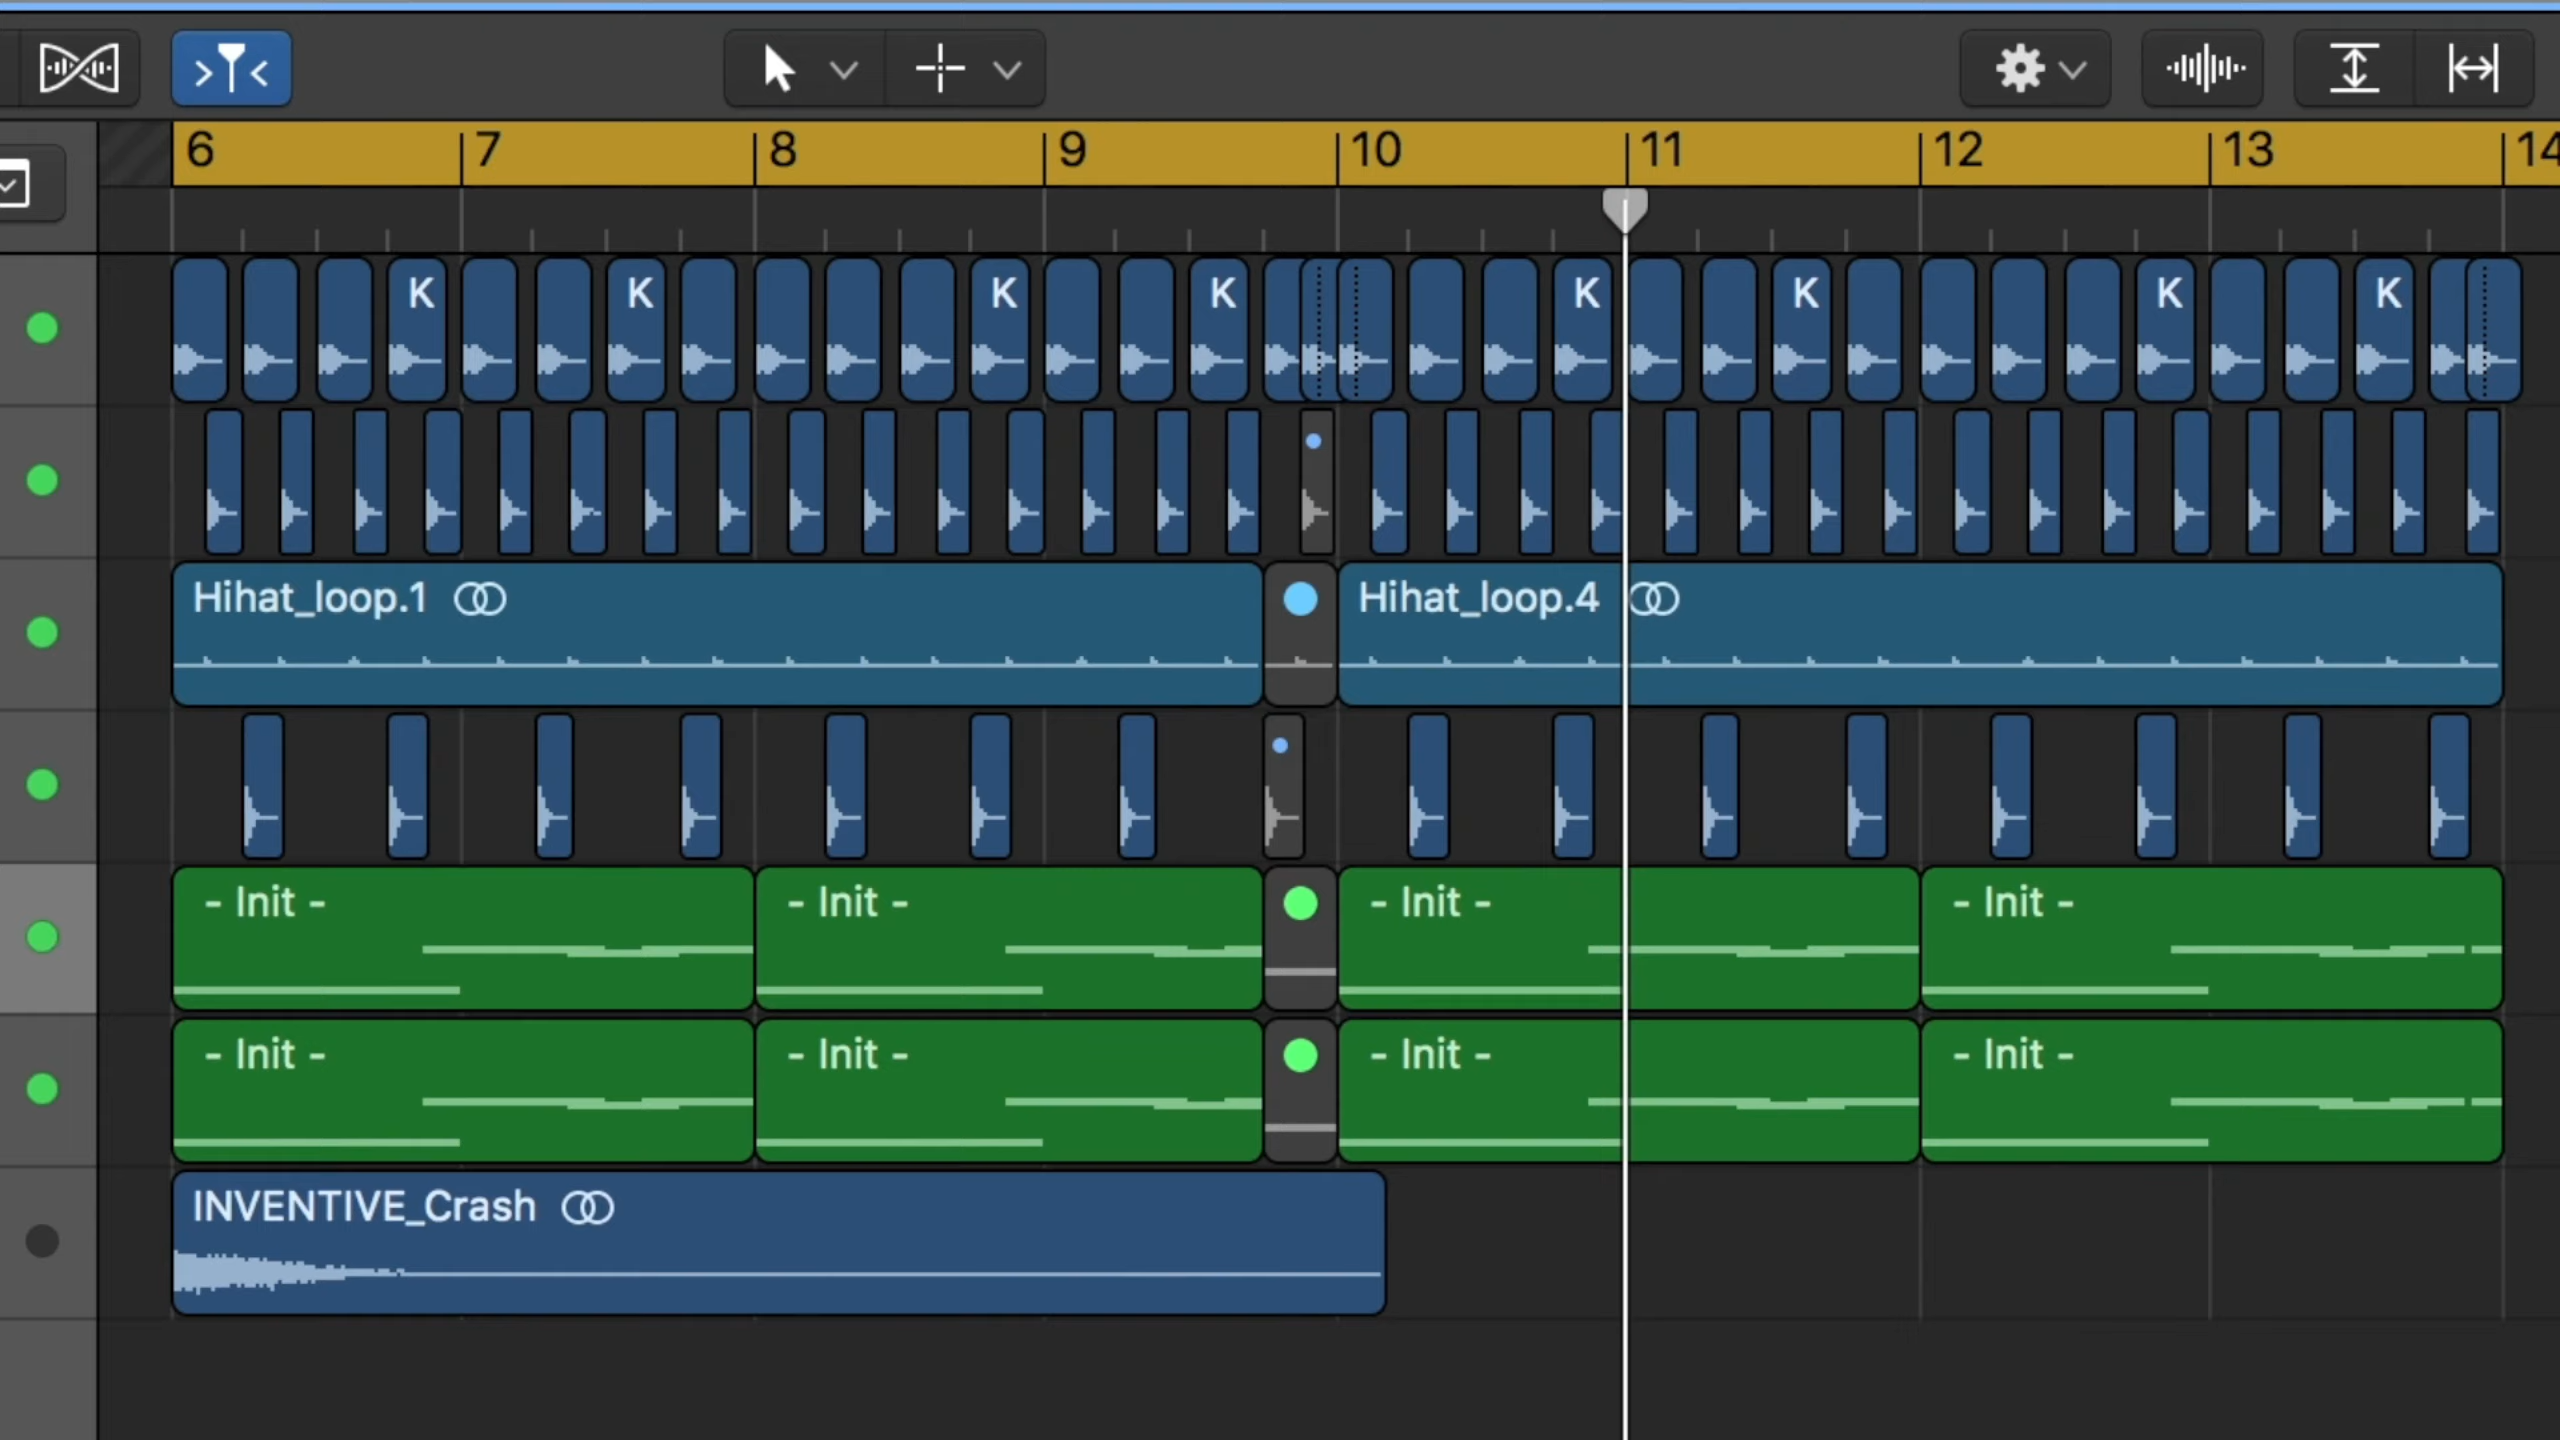 6 7 8 9 10 11 12 13 14
K K K K K K K K
Hihat_loop.1 Hihat_loop.4
- Init - - Init - - Init - - Init -
- Init - - Init - - Init - - Init -
INVENTIVE_Crash